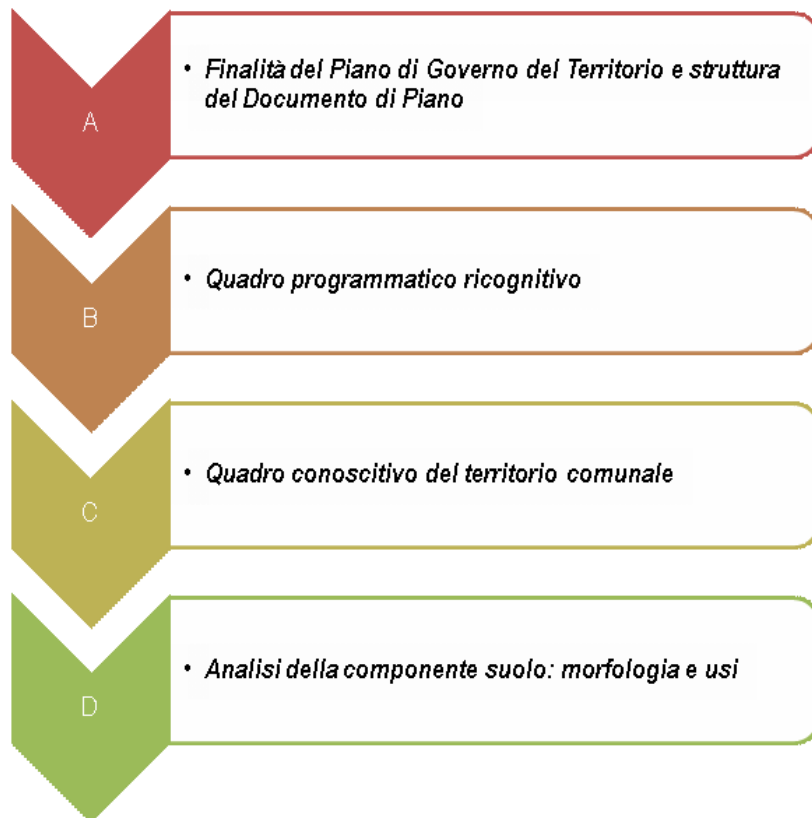 A
• Finalità del Piano di Governo del Territorio e struttura
del Documento di Piano
B
• Quadro programmatico ricognitivo
C
• Quadro conoscitivo del territorio comunale
D
• Analisi della componente suolo: morfologia e usi